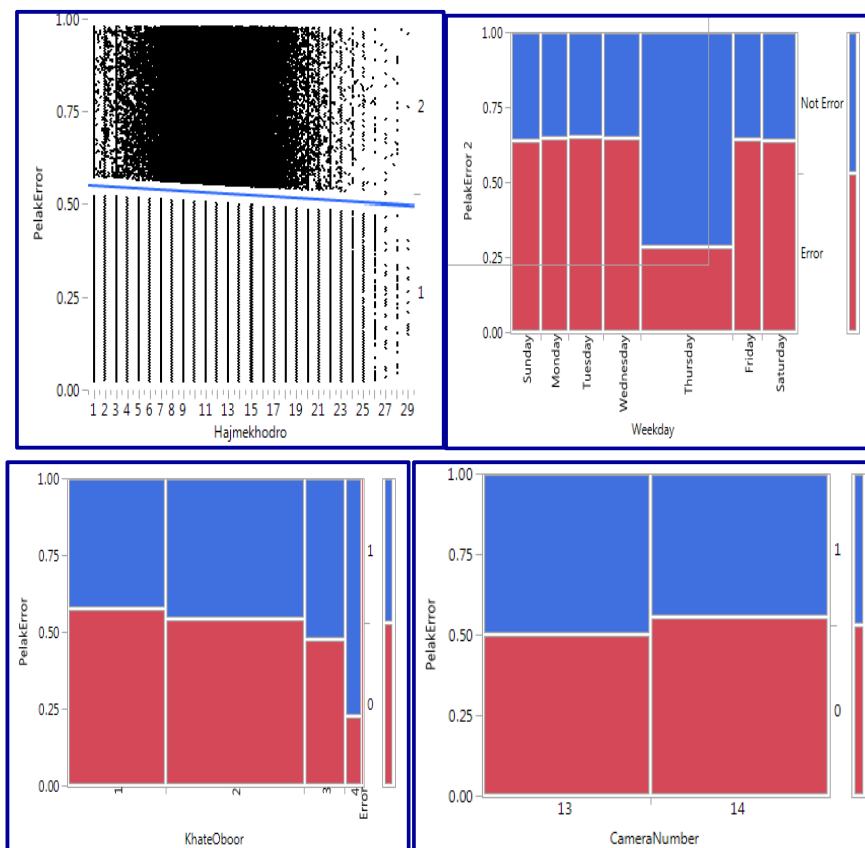 1.00
0.75
0.50
0.25
0.00
PelakError
2
1
1 2 3 4 5 6 7 8 9 11 13 15 17 19 21 23 25 27 29
Hajmekhodro
1.00
0.75
0.50
0.25
0.00
PelakError 2
Not Error
Error
Sunday
Monday
Tuesday
Wednesday
Thursday
Friday
Saturday
Weekday
1.00
0.75
0.50
0.25
0.00
PelakError
1
0
1
2
3
4
Error
KhateOboor
1.00
0.75
0.50
0.25
0.00
PelakError
1
0
13 14
CameraNumber